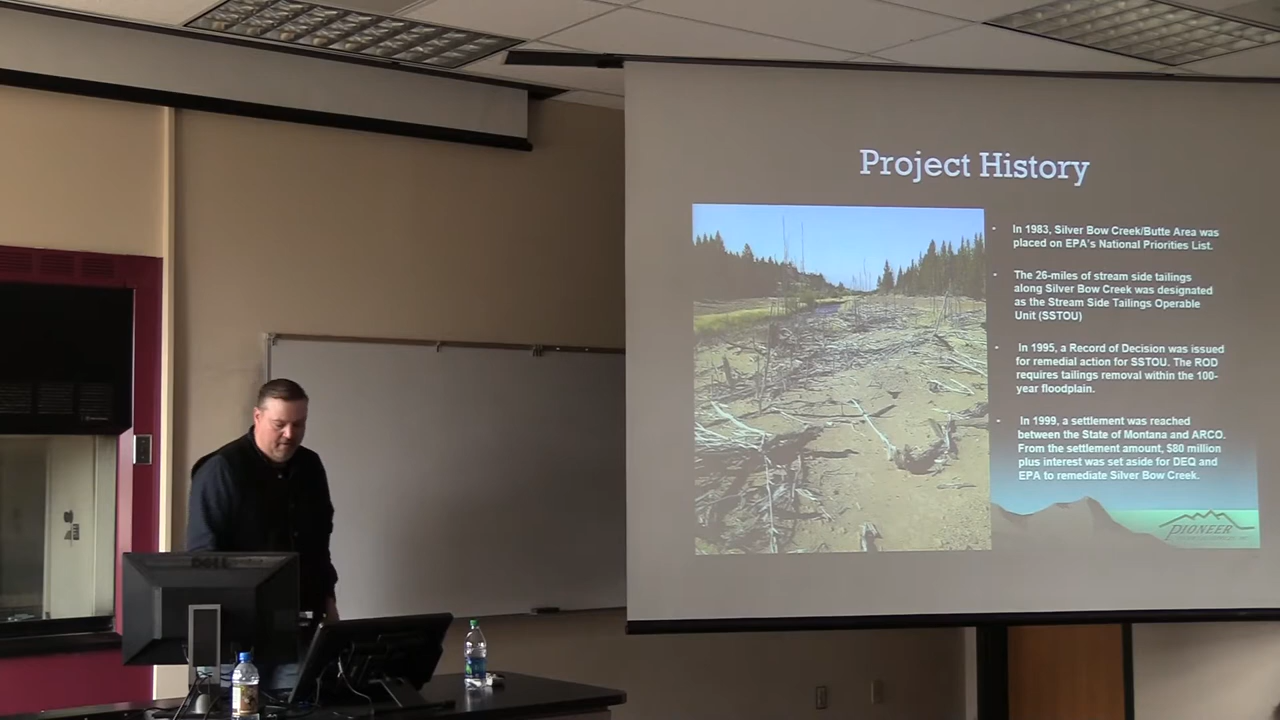 Project History
• In 1983, Silver Bow Creek/Butte Area was
placed on EPA's National Priorities List.
• The 26-miles of stream side tailings
along Silver Bow Creek was designated
as the Stream Side Tailings Operable
Unit (SSTOU)
• In 1995, a Record of Decision was issued
for remedial action for SSTOU. The ROD
requires tailings removal within the 100-
year floodplain.
• In 1999, a settlement was reached
between the State of Montana and ARCO.
From the settlement amount, $80 million
plus interest was set aside for DEQ and
EPA to remediate Silver Bow Creek.
PIONEER
DELL